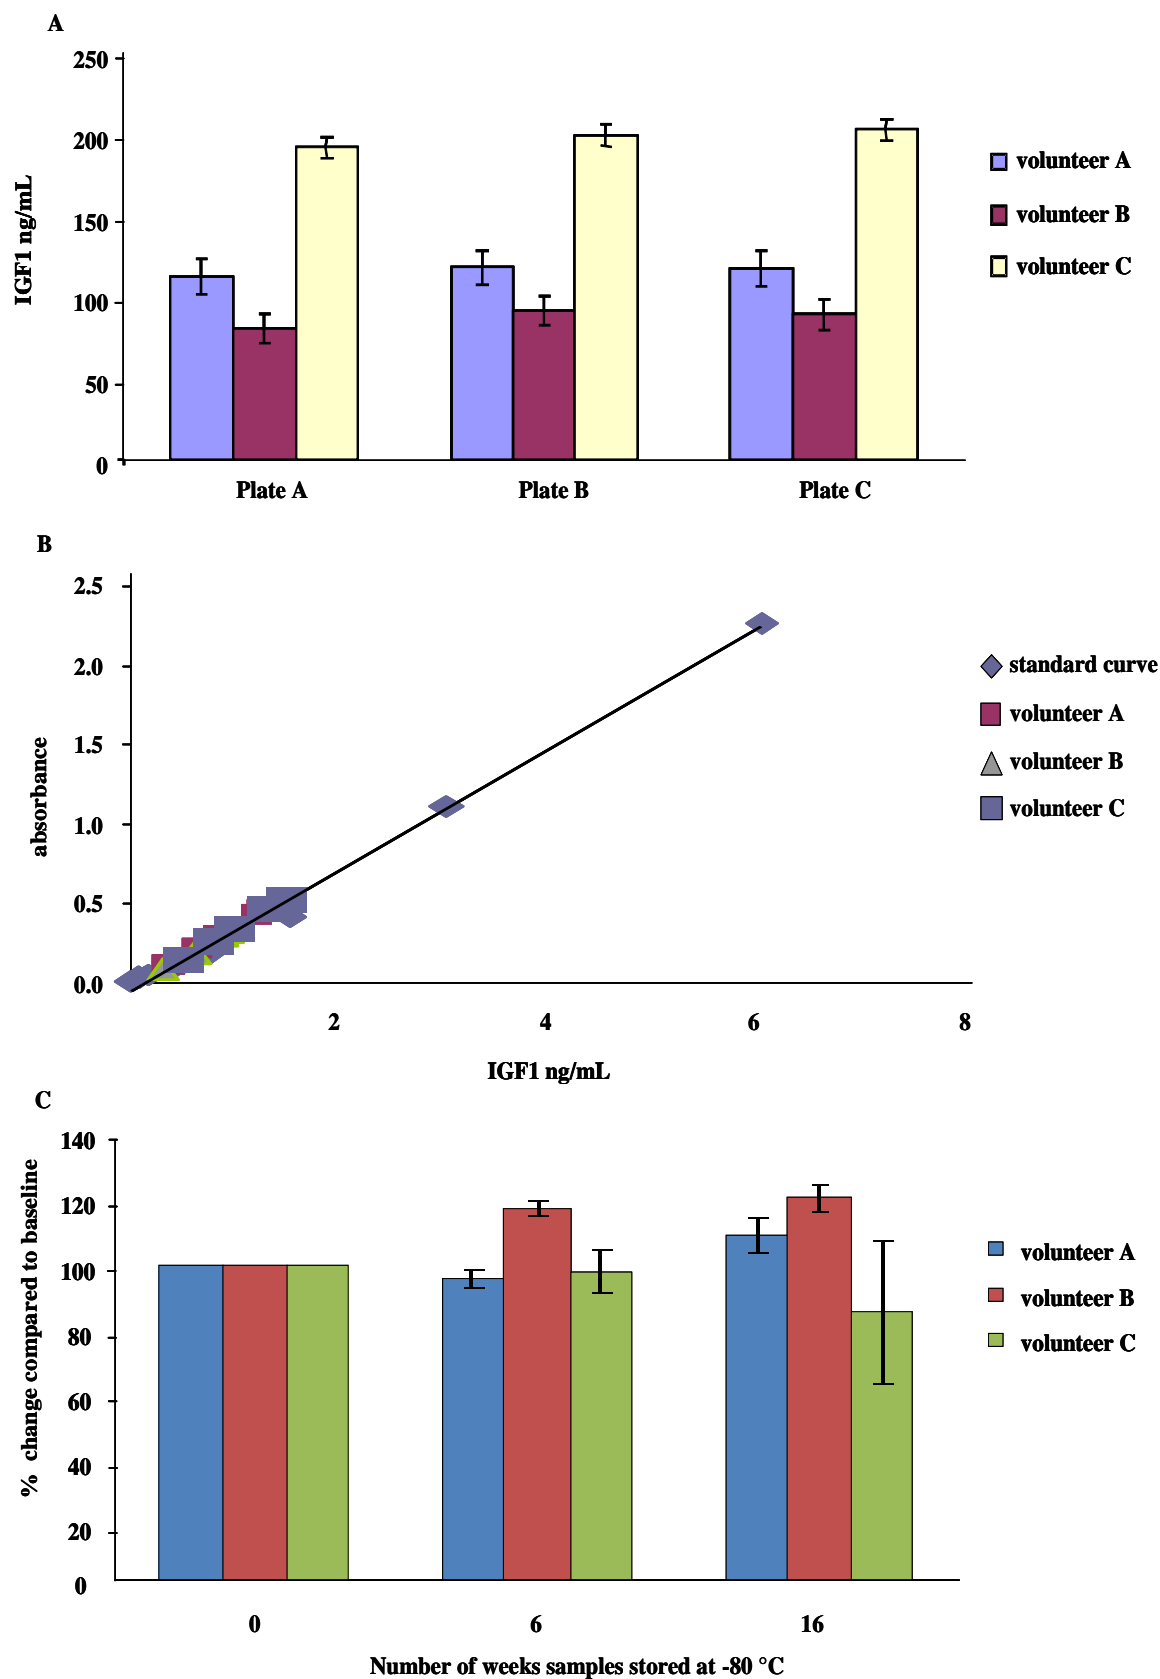 A
250
200
150
100
50
0
IGF1 ng/mL
Plate A
Plate B
Plate C
volunteer A
volunteer B
volunteer C
B
2.5
2.0
1.5
1.0
0.5
0.0
absorbance
2
4
6
8
IGF1 ng/mL
standard curve
volunteer A
volunteer B
volunteer C
C
140
120
100
80
60
40
20
0
% change compared to baseline
0
6
16
Number of weeks samples stored at -80 °C
volunteer A
volunteer B
volunteer C